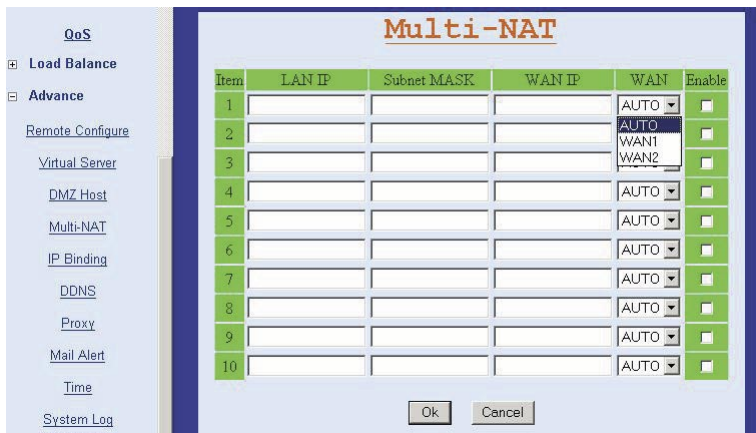 QoS
Load Balance
Advance
Remote Configure
Virtual Server
DMZ Host
Multi-NAT
IP Binding
DDNS
Proxy
Mail Alert
Time
System Log
Multi-NAT
Item LAN IP Subnet MASK WAN IP WAN Enable
1 AUTO
AUTO
WAN1
WAN2
2
3
4 AUTO
5 AUTO
6 AUTO
7 AUTO
8 AUTO
9 AUTO
10 AUTO
Ok Cancel